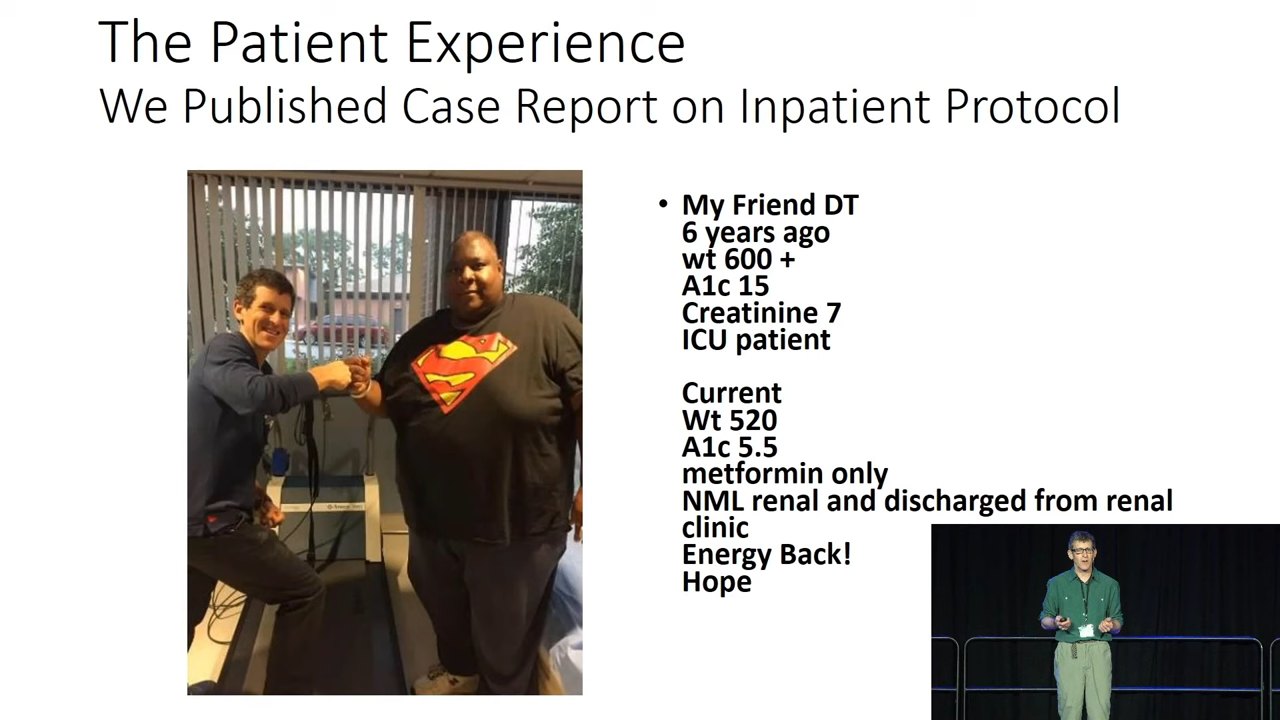 The Patient Experience
We Published Case Report on Inpatient Protocol
• My Friend DT
6 years ago
wt 600 +
A1c 15
Creatinine 7
ICU patient
Current
Wt 520
A1c 5.5
metformin only
NML renal and discharged from renal
clinic
Energy Back!
Hope